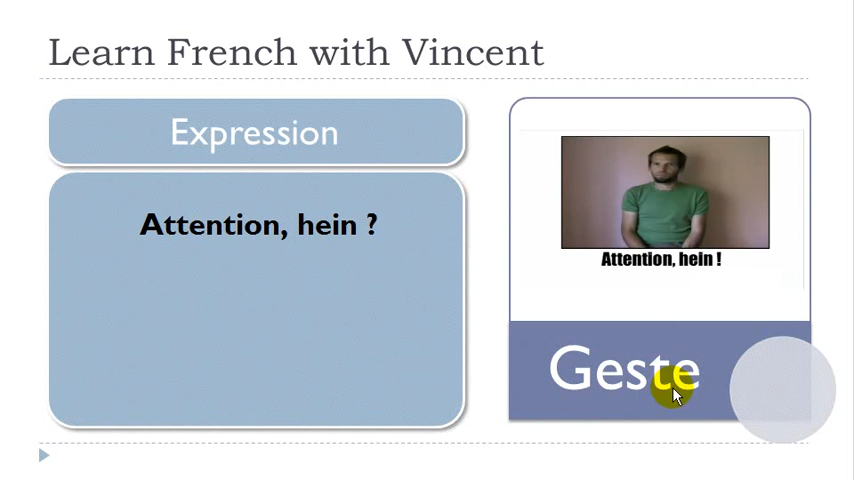 Learn French with Vincent
Expression
Attention, hein ?
Attention, hein !
Geste